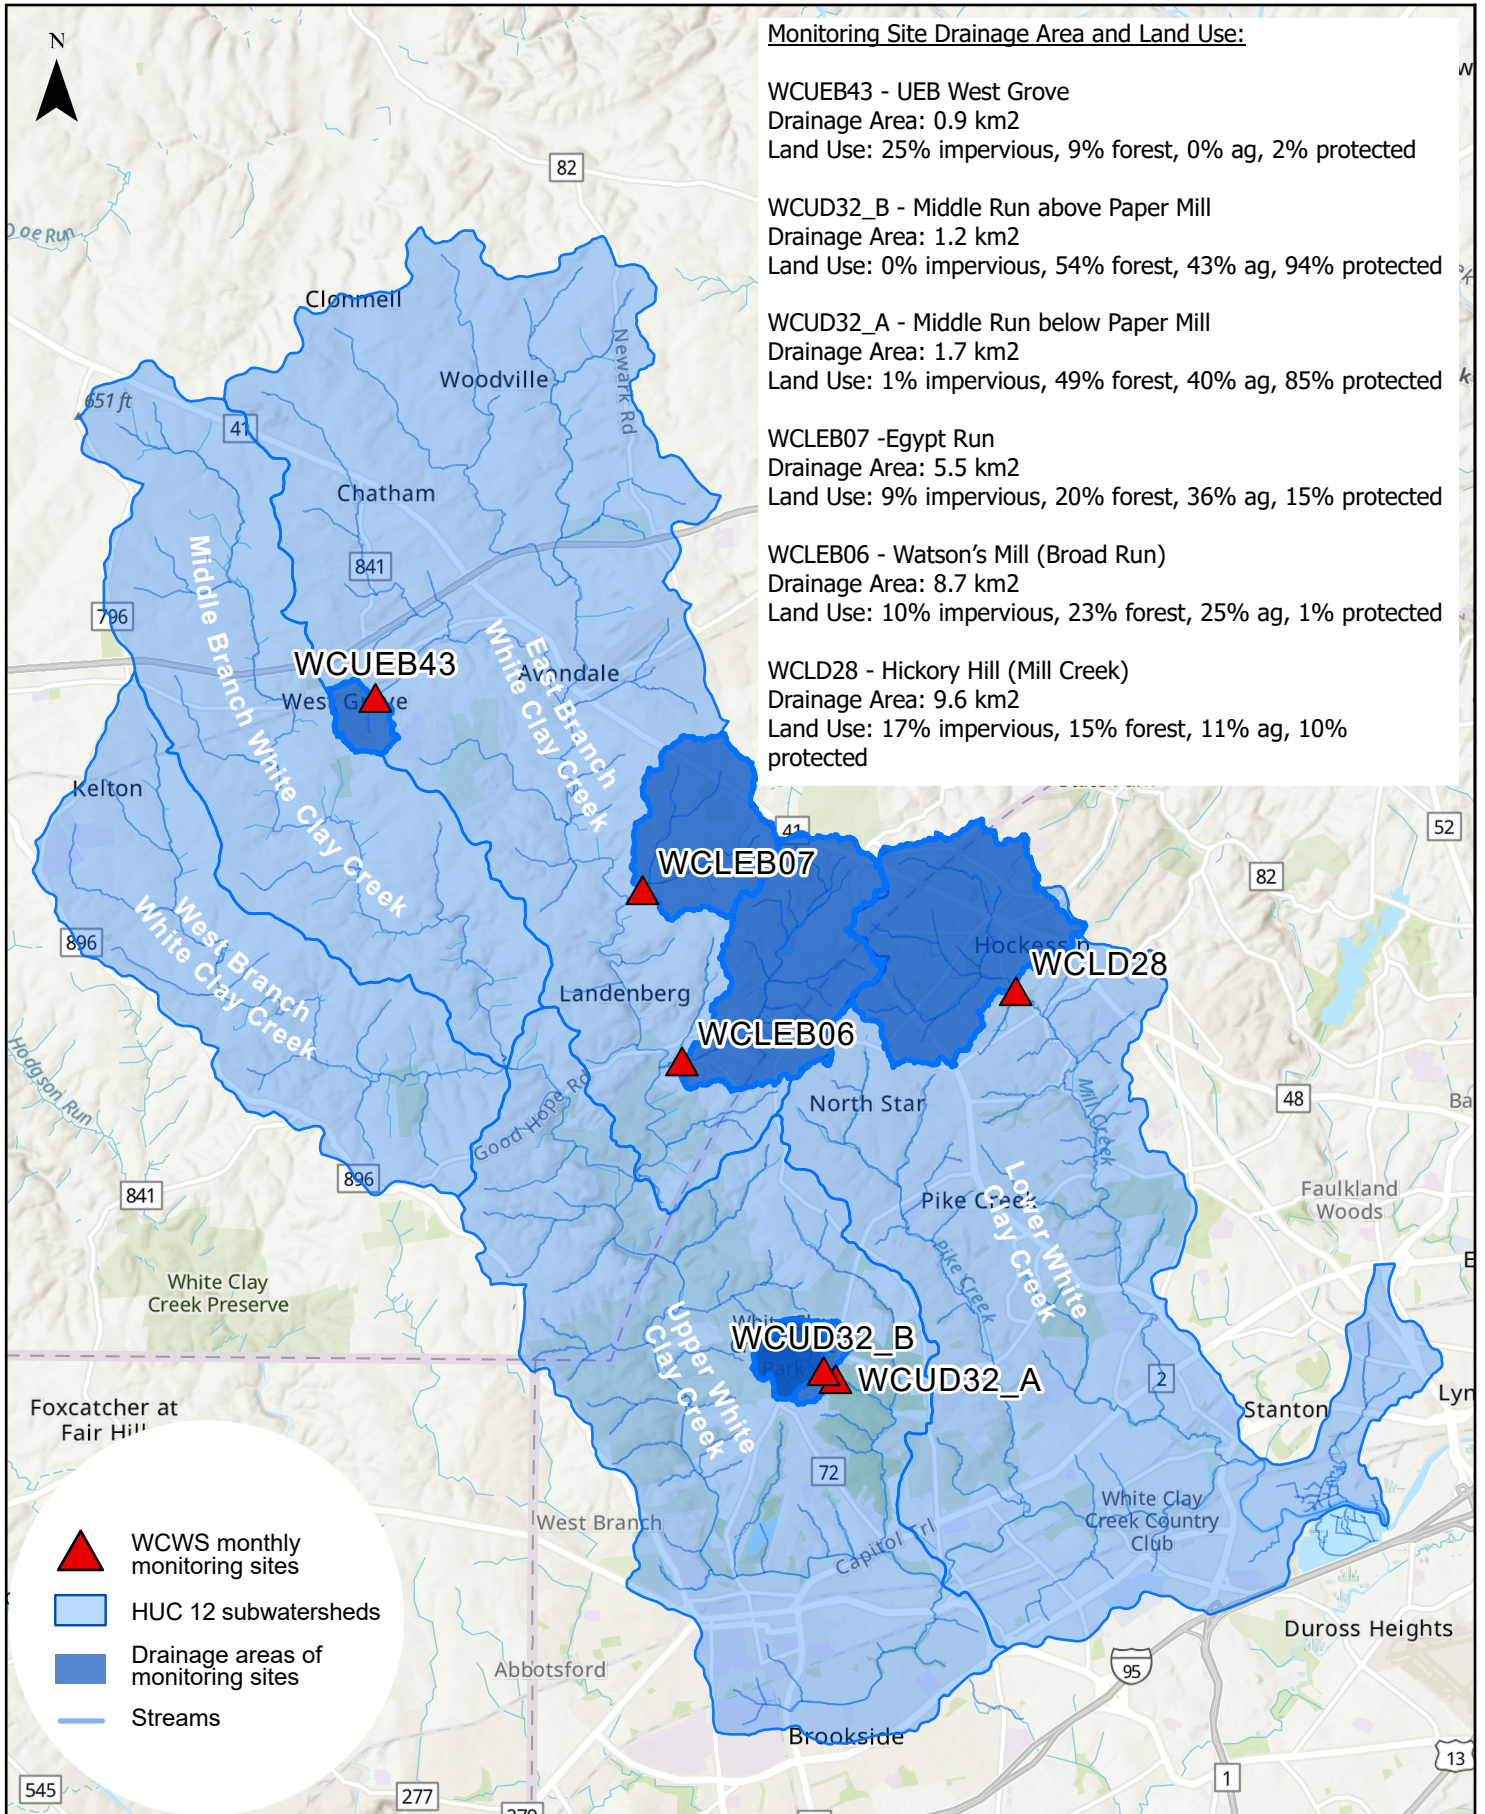 N
Monitoring Site Drainage Area and Land Use:
WCUEB43 - UEB West Grove
Drainage Area: 0.9 km2
Land Use: 25% impervious, 9% forest, 0% ag, 2% protected
WCUD32_B - Middle Run above Paper Mill
Drainage Area: 1.2 km2
Land Use: 0% impervious, 54% forest, 43% ag, 94% protected
WCUD32_A - Middle Run below Paper Mill
Drainage Area: 1.7 km2
Land Use: 1% impervious, 49% forest, 40% ag, 85% protected
WCLEB07 -Egypt Run
Drainage Area: 5.5 km2
Land Use: 9% impervious, 20% forest, 36% ag, 15% protected
WCLEB06 - Watson’s Mill (Broad Run)
Drainage Area: 8.7 km2
Land Use: 10% impervious, 23% forest, 25% ag, 1% protected
WCLD28 - Hickory Hill (Mill Creek)
Drainage Area: 9.6 km2
Land Use: 17% impervious, 15% forest, 11% ag, 10%
protected
82
Run
Clonmell
Newark Rd
Woodville
651 ft
41
Chatham
841
796
Middle Branch White Clay Creek
East Branch
White Clay Creek
WCUEB43
Avondale
West Grove
Kelton
41
52
WCLEB07
82
West Branch
White Clay Creek
896
Hockessin
WCLD28
Landenberg
WCLEB06
Hodgson Run
Good Hope Rd
North Star
Mill Creek
48
896
841
Pike Creek
Lower White
Clay Creek
Faulkland
Woods
Pike Creek
White Clay
Creek Preserve
Upper White
Clay Creek
WCUD32_B
Park
WCUD32_A
2
Foxcatcher at
Fair Hill
Stanton
72
White Clay
Creek Country
Club
West Branch
Capitol Trl
WCWS monthly
monitoring sites
HUC 12 subwatersheds
Drainage areas of
monitoring sites
Streams
Duross Heights
Abbotsford
95
Brookside
13
1
545
277